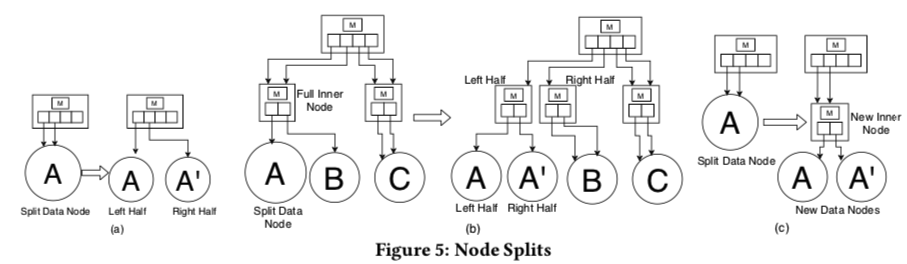 M
M
A
A
A'
Split Data Node
Left Half
Right Half
(a)
M
M
Full Inner
Node
M
A
B
C
Split Data
Node
M
Left Half
Right Half
M
M
M
A
A'
B
C
Left Half
Right Half
(b)
M
M
A
Split Data Node
M
New Inner
Node
A
A'
New Data Nodes
(c)
Figure 5: Node Splits